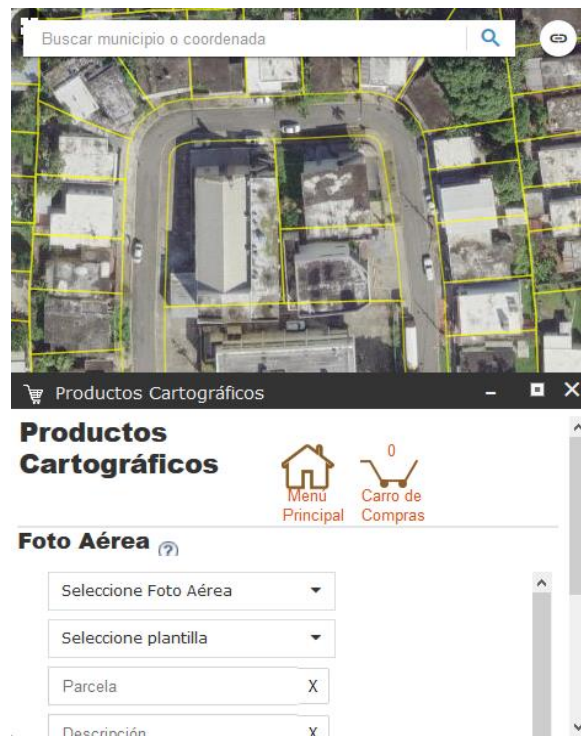 Buscar municipio o coordenada
Productos Cartográficos
Productos
Cartográficos
0
Menú
Principal
Carro de
Compras
Foto Aérea ?
Seleccione Foto Aérea
Seleccione plantilla
Parcela X
Descripción X